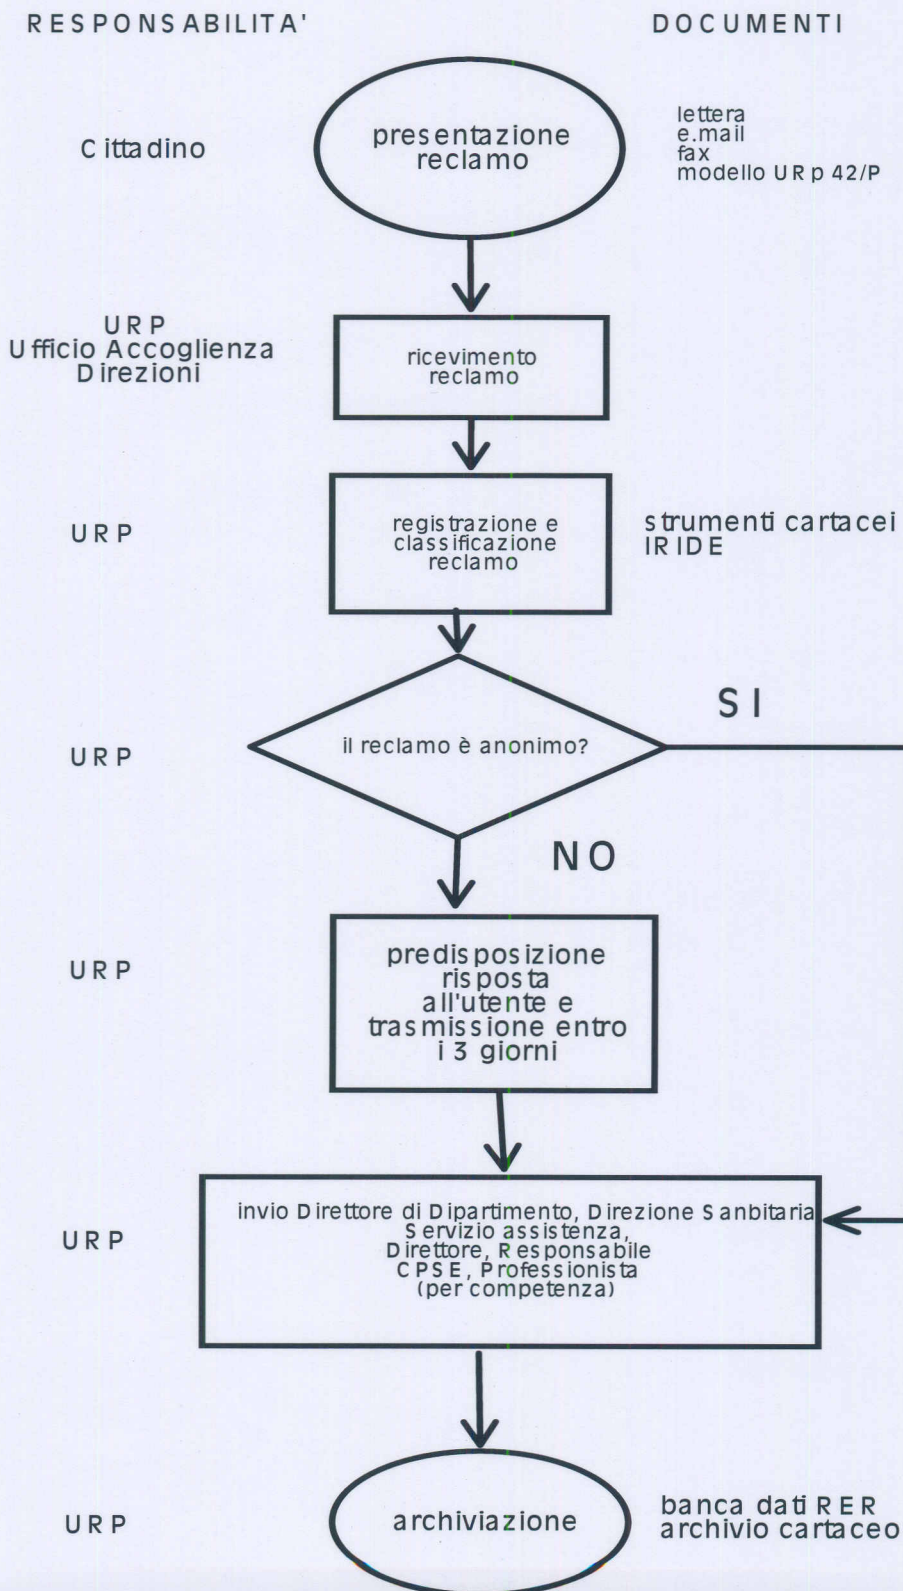 RESPONSABILITA'
DOCUMENTI
Cittadino
presentazione
reclamo
lettera
e.mail
fax
modello URp 42/P
URP
Ufficio Accoglienza
Direzioni
ricevimento
reclamo
URP
registrazione e
classificazione
reclamo
strumenti cartacei
IRIDE
URP
il reclamo è anonimo?
SI
NO
URP
predisposizione
risposta
all'utente e
trasmissione entro
i 3 giorni
URP
invio Direttore di Dipartimento, Direzione Sanbitaria
Servizio assistenza,
Direttore, Responsabile
CPSE, Professionista
(per competenza)
URP
archiviazione
banca dati RER
archivio cartaceo